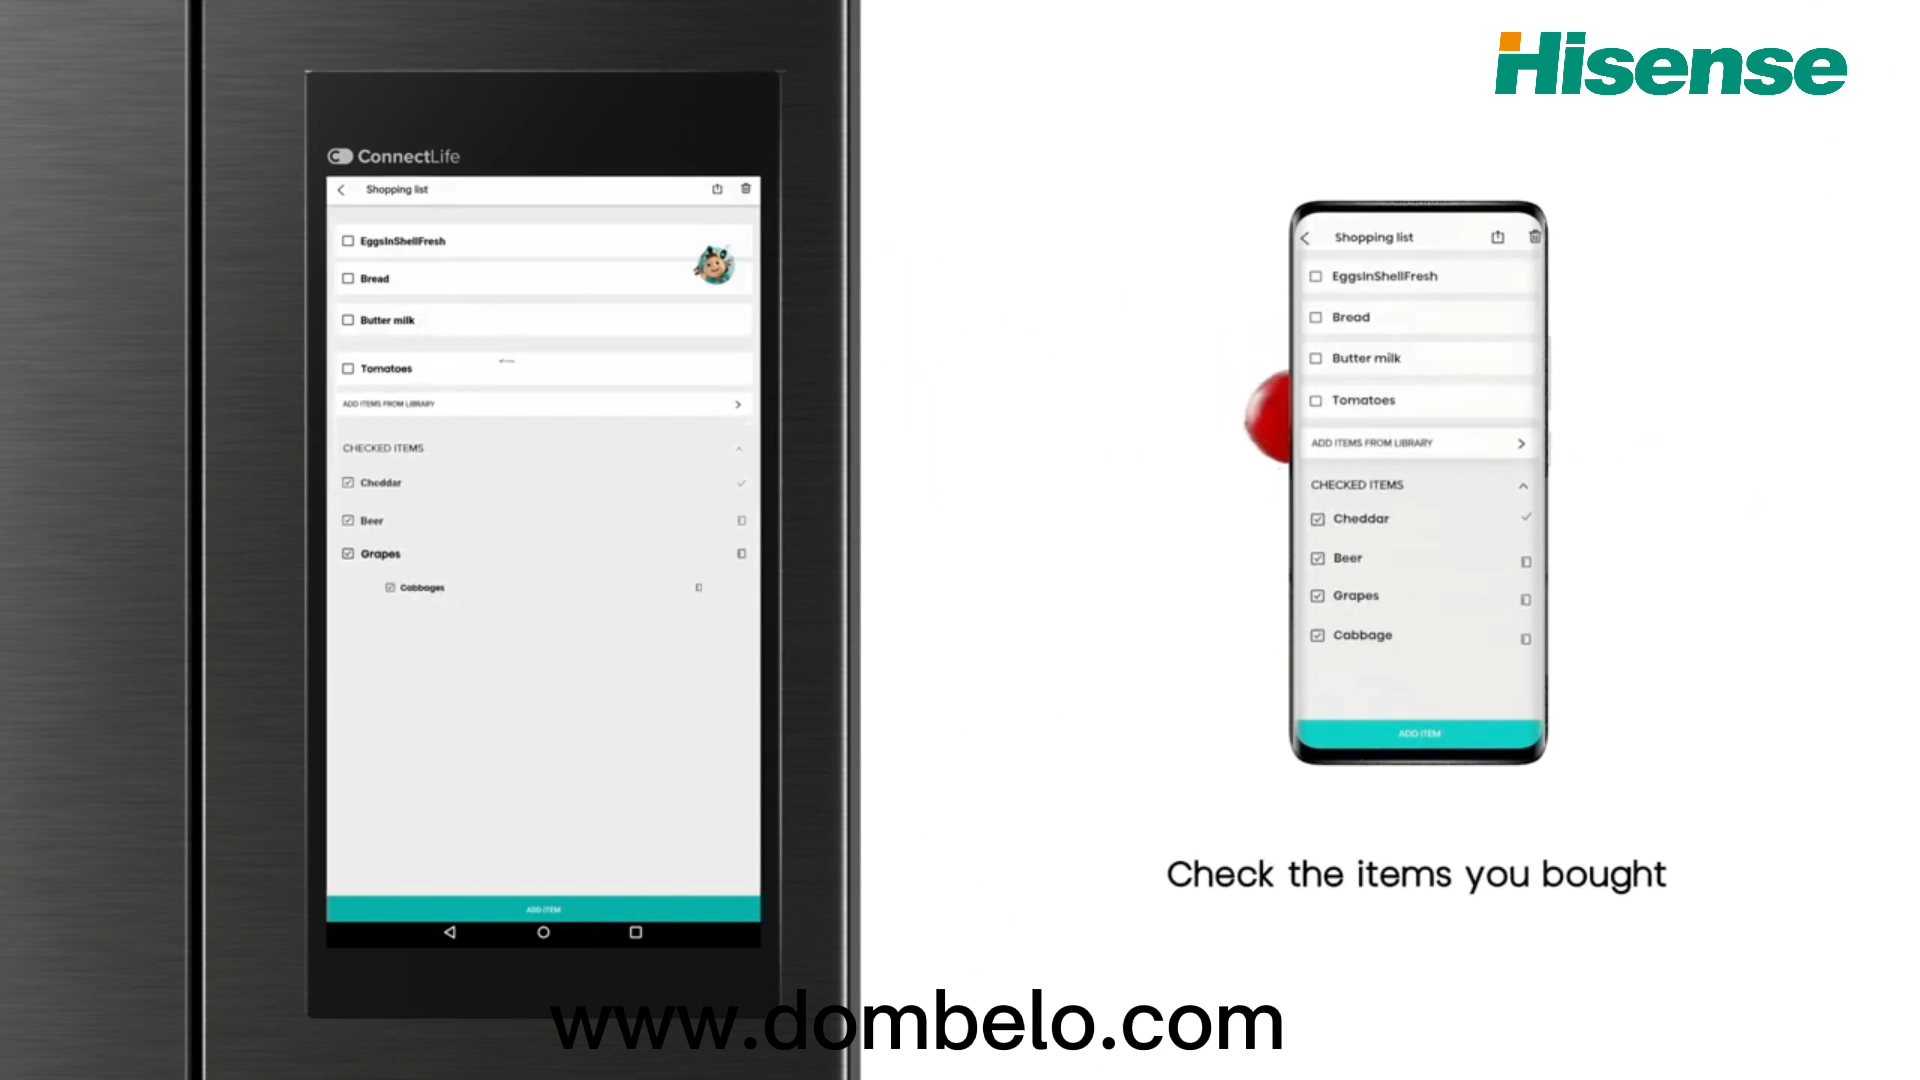 Hisense
ConnectLife
Shopping list
EggsInShellFresh
Bread
Butter milk
Tomatoes
ADD ITEMS FROM LIBRARY
CHECKED ITEMS
Cheddar
Beer
Grapes
Cabbages
ADD ITEM
Shopping list
EggsInShellFresh
Bread
Butter milk
Tomatoes
ADD ITEMS FROM LIBRARY
CHECKED ITEMS
Cheddar
Beer
Grapes
Cabbage
ADD ITEM
Check the items you bought
www.dombelo.com